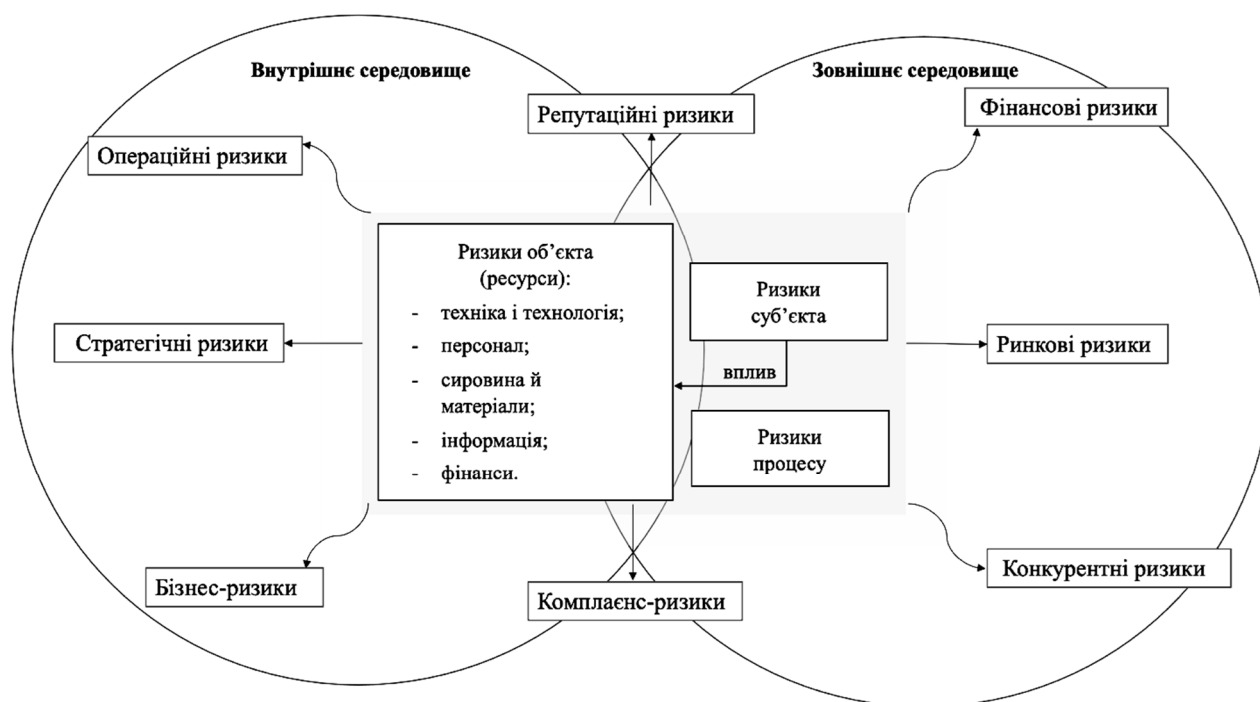 Внутрішнє середовище
Зовнішнє середовище
Репутаційні ризики
Фінансові ризики
Операційні ризики
Ризики об’єкта
(ресурси):
- техніка і технологія;
- персонал;
- сировина й
матеріали;
- інформація;
- фінанси.
Ризики
суб’єкта
Стратегічні ризики
Ринкові ризики
вплив
Ризики
процесу
Бізнес-ризики
Комплаєнс-ризики
Конкурентні ризики